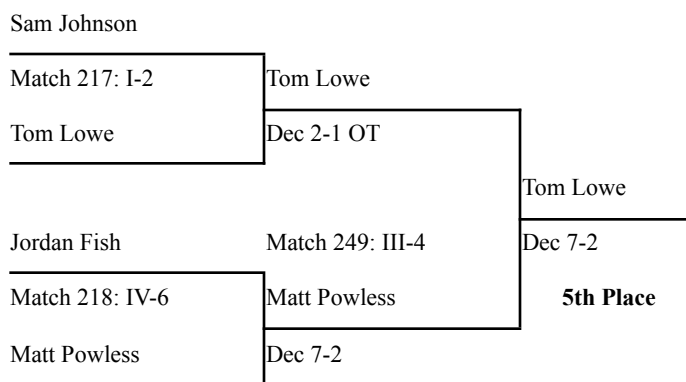 Sam Johnson
Match 217: I-2
Tom Lowe
Tom Lowe
Dec 2-1 OT
Tom Lowe
Jordan Fish
Match 249: III-4
Dec 7-2
Match 218: IV-6
Matt Powless
5th Place
Matt Powless
Dec 7-2